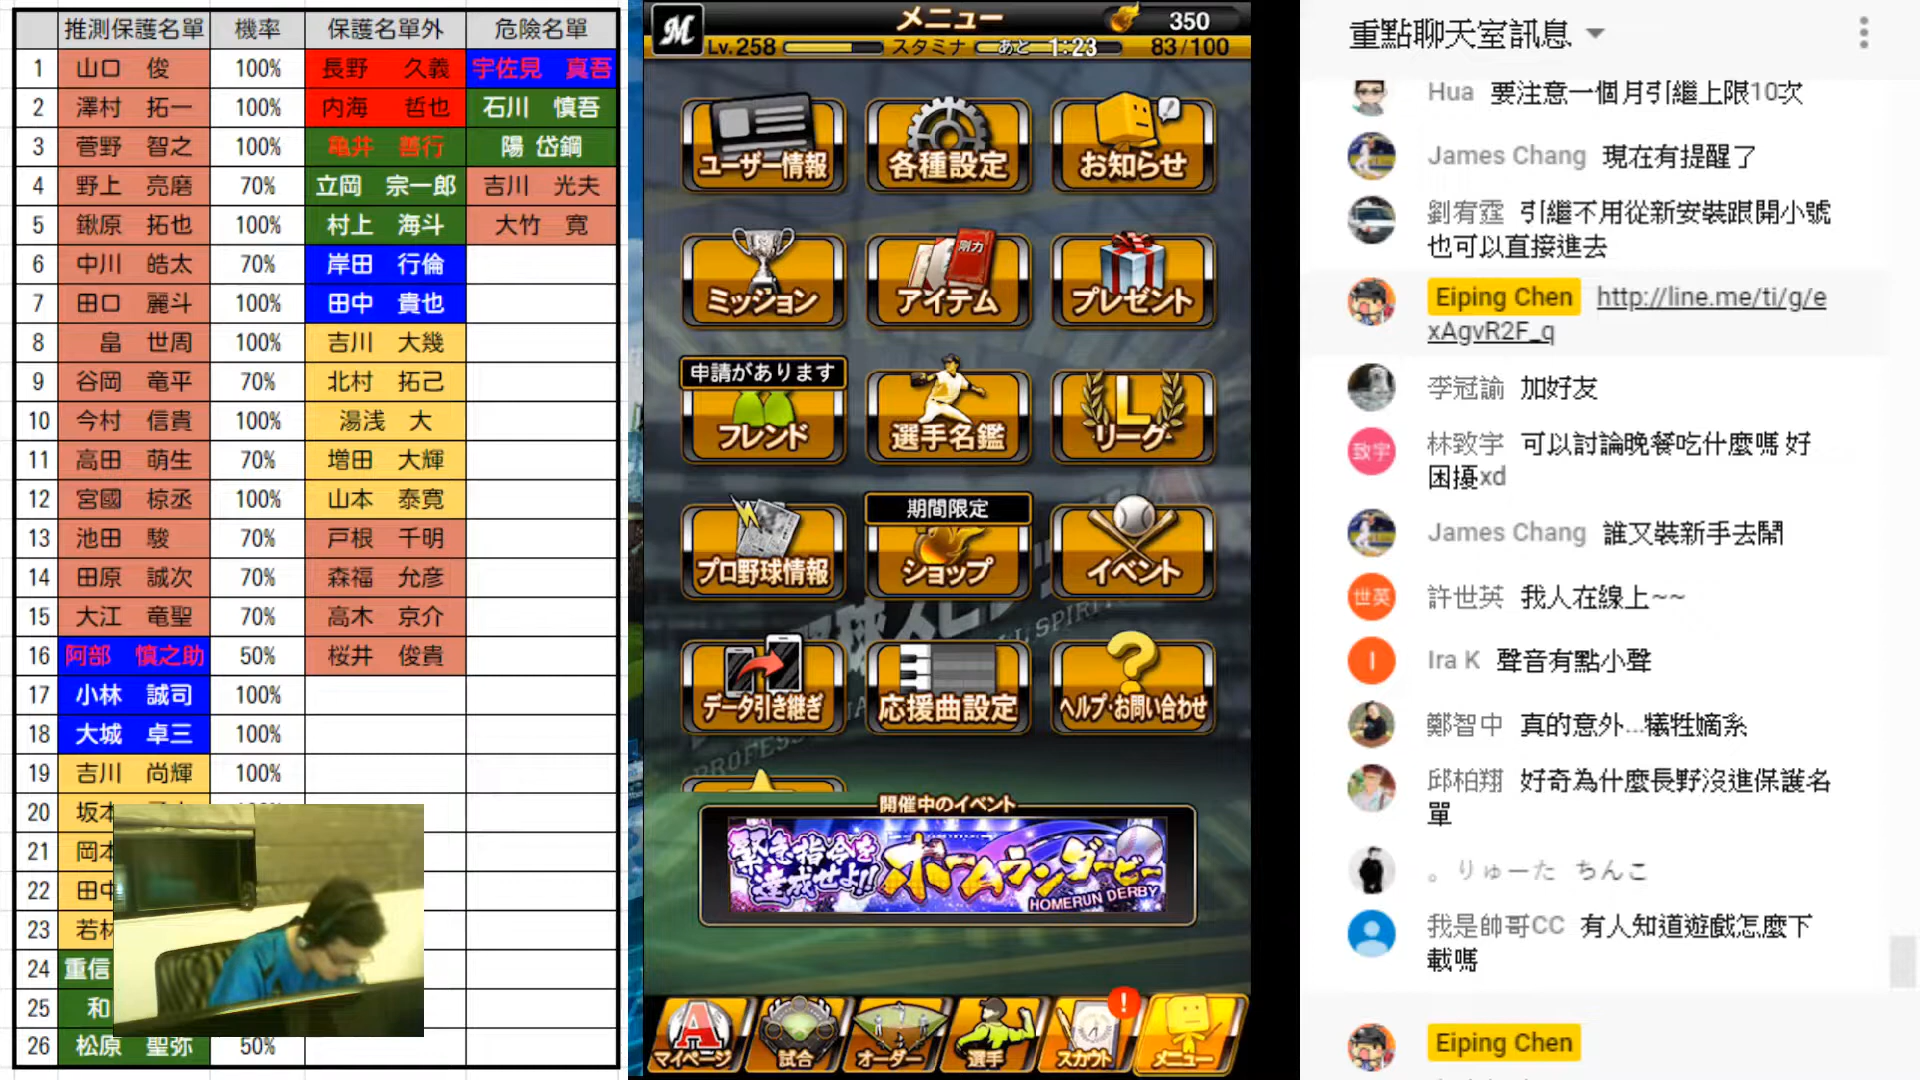 推測保護名單 機率 保護名單外 危險名單
1 山口 俊 100% 長野 久義 宇佐見 真吾
2 澤村 拓一 100% 内海 哲也 石川 慎吾
3 菅野 智之 100% 亀井 善行 陽 岱鋼
4 野上 亮磨 70% 立岡 宗一郎 吉川 光夫
5 鍬原 拓也 100% 村上 海斗 大竹 寛
6 中川 皓太 70% 岸田 行倫
7 田口 麗斗 100% 田中 貴也
8 畠 世周 100% 吉川 大幾
9 谷岡 竜平 70% 北村 拓己
10 今村 信貴 100% 湯浅 大
11 高田 萌生 70% 増田 大輝
12 宮國 椋丞 100% 山本 泰寛
13 池田 駿 70% 戸根 千明
14 田原 誠次 70% 森福 允彦
15 大江 竜聖 70% 高木 京介
16 阿部 慎之助 50% 桜井 俊貴
17 小林 誠司 100%
18 大城 卓三 100%
19 吉川 尚輝 100%
20 坂本
21 岡本
22 田中
23 若林
24 重信
25 和
26 松原 聖弥 50%
M メニュー 350
Lv.258 スタミナ あと 1:23 83/100
ユーザー情報 各種設定 お知らせ
剛力
ミッション アイテム プレゼント
申請があります
フレンド 選手名鑑 リーグ
期間限定
プロ野球情報 ショップ イベント
データ引き継ぎ 応援曲設定 ヘルプ・お問い合わせ
開催中のイベント
緊急指令を
達成せよ!!
ホームランダービー
HOMERUN DERBY
マイページ 試合 オーダー 選手 スカウト メニュー
重點聊天室訊息
Hua 要注意一個月引繼上限10次
James Chang 現在有提醒了
劉宥霆 引繼不用從新安裝跟開小號
也可以直接進去
Eiping Chen http://line.me/ti/g/e
xAgvR2F_q
李冠諭 加好友
致宇 林致宇 可以討論晚餐吃什麼嗎 好
困擾xd
James Chang 誰又裝新手去鬧
世英 許世英 我人在線上~~
I Ira K 聲音有點小聲
鄭智中 真的意外...犧牲嫡系
邱柏翔 好奇為什麼長野沒進保護名
單
。りゅーた ちんこ
我是帥哥CC 有人知道遊戲怎麼下
載嗎
Eiping Chen